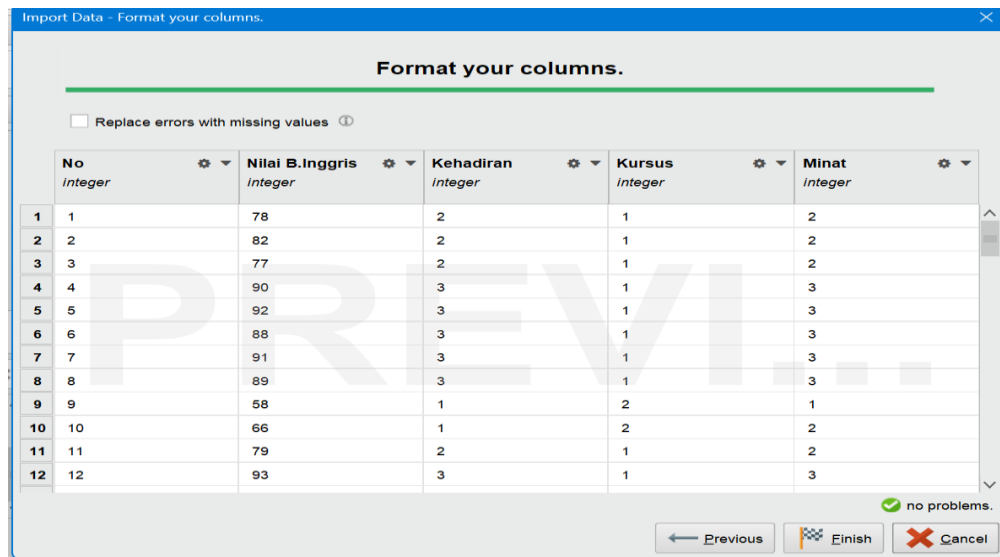 Import Data - Format your columns.
Format your columns.
Replace errors with missing values
No Nilai B.Inggris Kehadiran Kursus Minat
integer integer integer integer integer
1 1 78 2 1 2
2 2 82 2 1 2
3 3 77 2 1 2
4 4 90 3 1 3
5 5 92 3 1 3
6 6 88 3 1 3
7 7 91 3 1 3
8 8 89 3 1 3
9 9 58 1 2 1
10 10 66 1 2 2
11 11 79 2 1 2
12 12 93 3 1 3
PREVI...
no problems.
Previous Finish Cancel